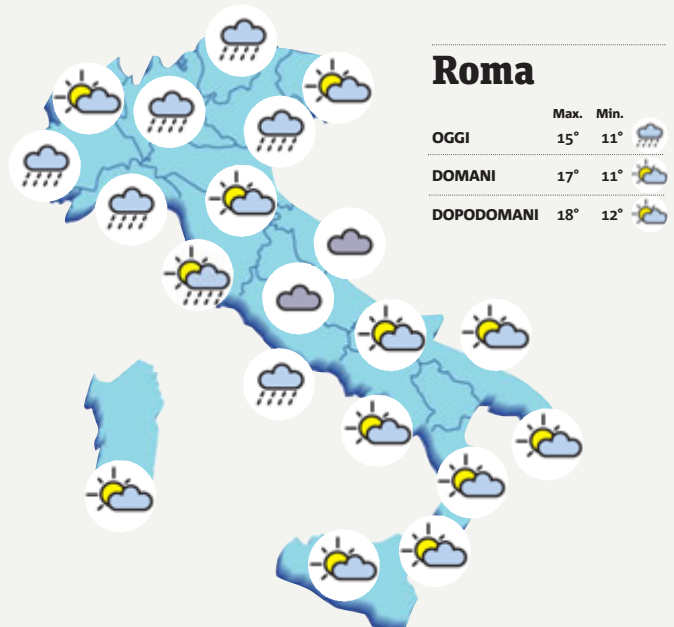 Roma
Max. Min.
OGGI 15° 11°
DOMANI 17° 11°
DOPODOMANI 18° 12°